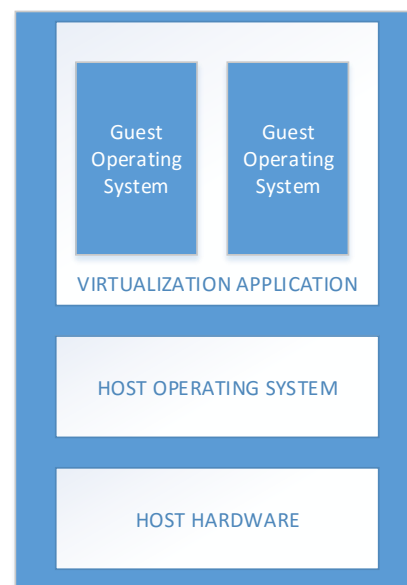 Guest
Operating
System
Guest
Operating
System
VIRTUALIZATION APPLICATION
HOST OPERATING SYSTEM
HOST HARDWARE